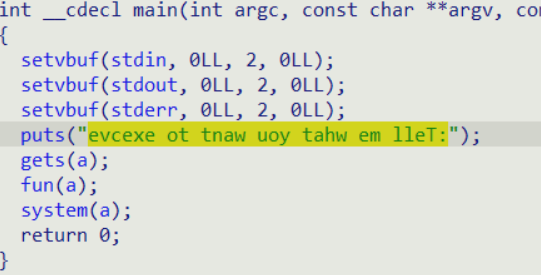 int __cdecl main(int argc, const char **argv, con
{
setvbuf(stdin, 0LL, 2, 0LL);
setvbuf(stdout, 0LL, 2, 0LL);
setvbuf(stderr, 0LL, 2, 0LL);
puts("evcexe ot tnaw uoy tahw em lleT:");
gets(a);
fun(a);
system(a);
return 0;
}